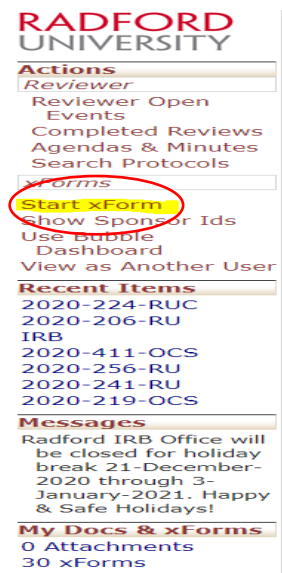 RADFORD
UNIVERSITY
Actions
Reviewer
Reviewer Open
Events
Completed Reviews
Agendas & Minutes
Search Protocols
xForms
Start xForm
Show Sponsor Ids
Use Bubble
Dashboard
View as Another User
Recent Items
2020-224-RUC
2020-206-RU
IRB
2020-411-OCS
2020-256-RU
2020-241-RU
2020-219-OCS
Messages
Radford IRB Office will
be closed for holiday
break 21-December-
2020 through 3-
January-2021. Happy
& Safe Holidays!
My Docs & xForms
0 Attachments
30 xForms